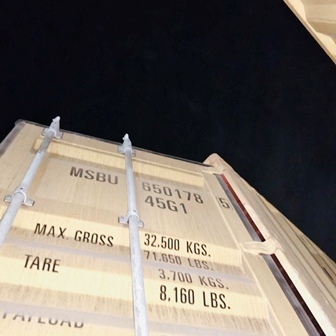 MSBU 650178 5
45G1
MAX. GROSS 32.500 KGS.
71.650 LBS.
TARE 3.700 KGS.
8,160 LBS.
PAYLOAD